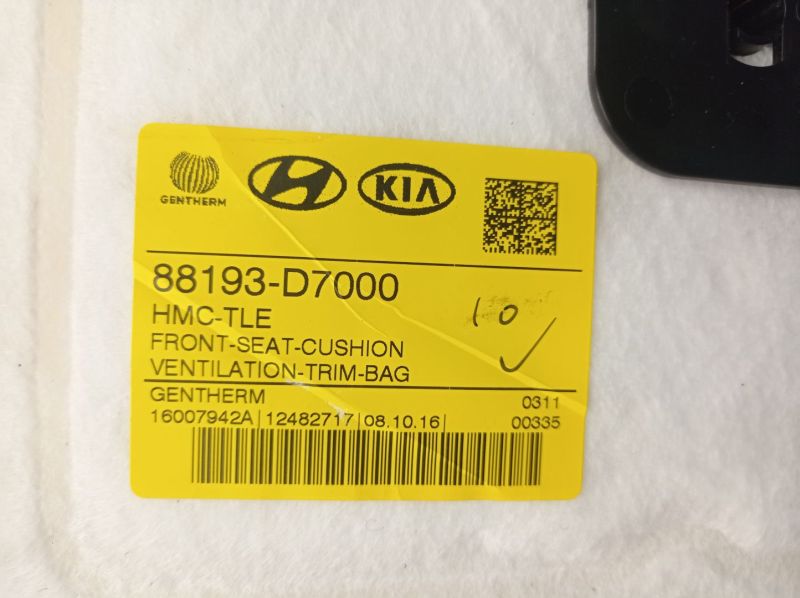 GENTHERM
KIA
88193-D7000
HMC-TLE
10
FRONT-SEAT-CUSHION
VENTILATION-TRIM-BAG
GENTHERM 0311
16007942A | 12482717 | 08.10.16 | 00335